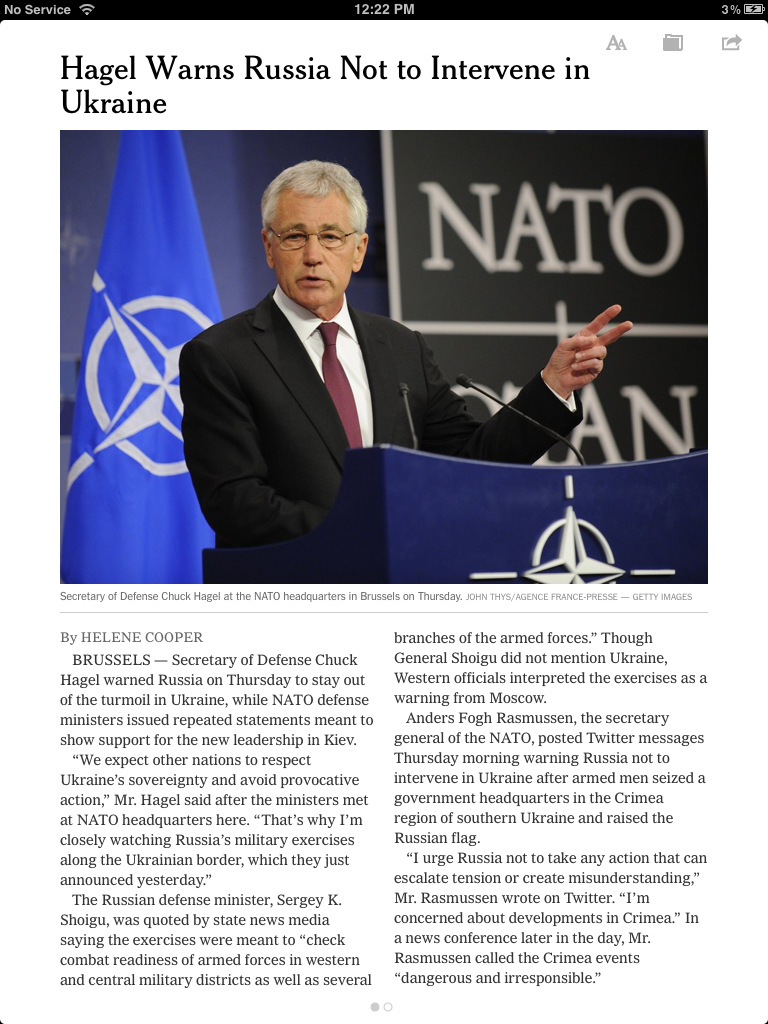 No Service
12:22 PM
3%
AA
Hagel Warns Russia Not to Intervene in
Ukraine
NATO
OTAN
Secretary of Defense Chuck Hagel at the NATO headquarters in Brussels on Thursday. JOHN THYS/AGENCE FRANCE-PRESSE — GETTY IMAGES
By HELENE COOPER
BRUSSELS — Secretary of Defense Chuck
Hagel warned Russia on Thursday to stay out
of the turmoil in Ukraine, while NATO defense
ministers issued repeated statements meant to
show support for the new leadership in Kiev.
“We expect other nations to respect
Ukraine’s sovereignty and avoid provocative
action,” Mr. Hagel said after the ministers met
at NATO headquarters here. “That’s why I’m
closely watching Russia’s military exercises
along the Ukrainian border, which they just
announced yesterday.”
The Russian defense minister, Sergey K.
Shoigu, was quoted by state news media
saying the exercises were meant to “check
combat readiness of armed forces in western
and central military districts as well as several
branches of the armed forces.” Though
General Shoigu did not mention Ukraine,
Western officials interpreted the exercises as a
warning from Moscow.
Anders Fogh Rasmussen, the secretary
general of the NATO, posted Twitter messages
Thursday morning warning Russia not to
intervene in Ukraine after armed men seized a
government headquarters in the Crimea
region of southern Ukraine and raised the
Russian flag.
“I urge Russia not to take any action that can
escalate tension or create misunderstanding,”
Mr. Rasmussen wrote on Twitter. “I’m
concerned about developments in Crimea.” In
a news conference later in the day, Mr.
Rasmussen called the Crimea events
“dangerous and irresponsible.”